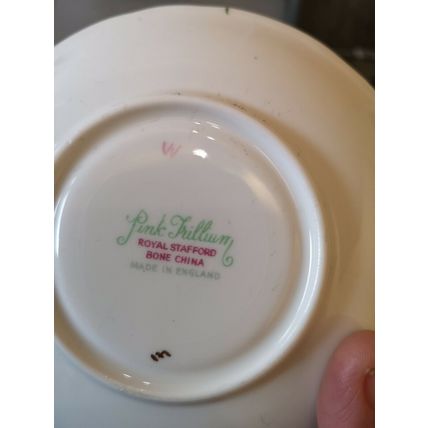 W
Pink Trillium
ROYAL STAFFORD
BONE CHINA
MADE IN ENGLAND